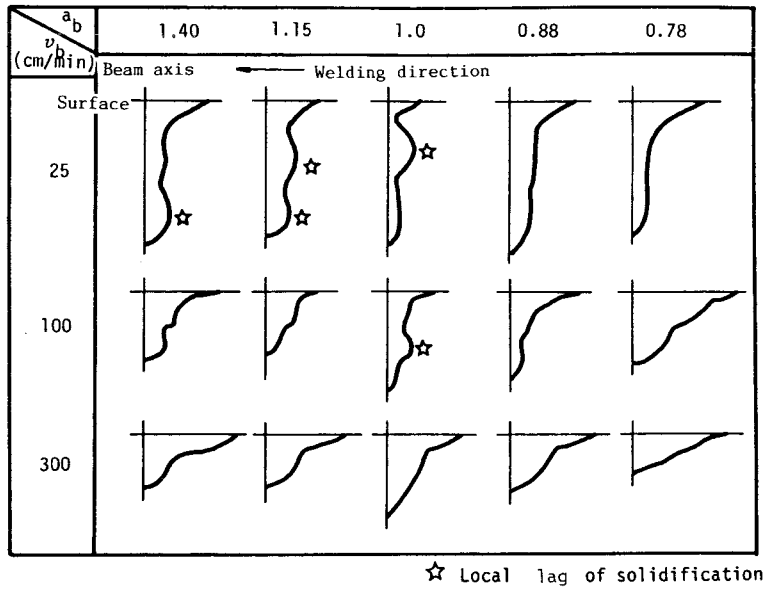 a_b 1.40 1.15 1.0 0.88 0.78
v_b
(cm/min)
Beam axis Welding direction
Surface
25
☆ ☆ ☆ ☆
100
☆
300
☆ Local lag of solidification